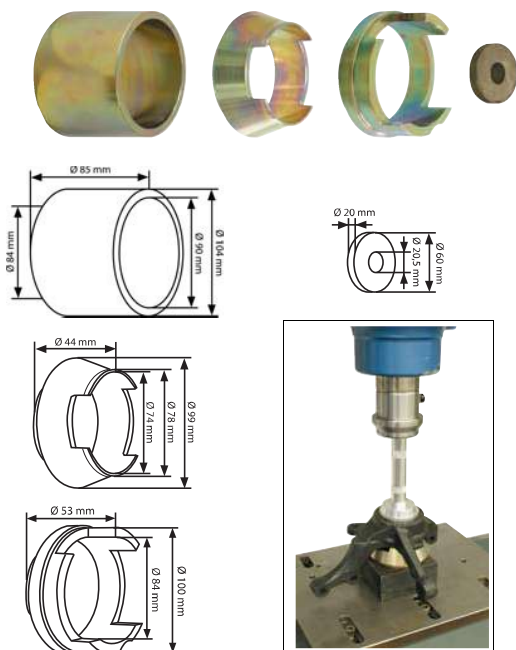 Ø 85 mm
Ø 84 mm
Ø 90 mm
Ø 104 mm
Ø 20 mm
Ø 20,5 mm
Ø 60 mm
Ø 44 mm
Ø 74 mm
Ø 78 mm
Ø 99 mm
Ø 53 mm
Ø 84 mm
Ø 100 mm